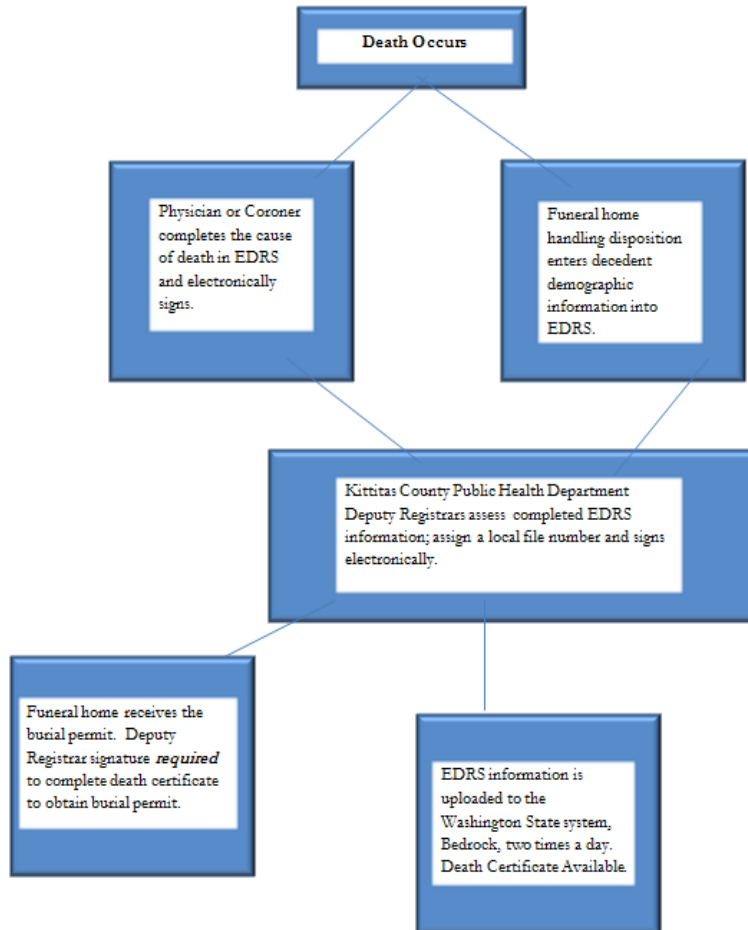 Death Occurs
Physician or Coroner
completes the cause
of death in EDRS
and electronically
signs.
Funeral home
handling disposition
enters decedent
demographic
information into
EDRS.
Kittitas County Public Health Department
Deputy Registrars assess completed EDRS
information; assign a local file number and signs
electronically.
Funeral home receives the
burial permit. Deputy
Registrar signature required
to complete death certificate
to obtain burial permit.
EDRS information is
uploaded to the
Washington State system,
Bedrock, two times a day.
Death Certificate Available.